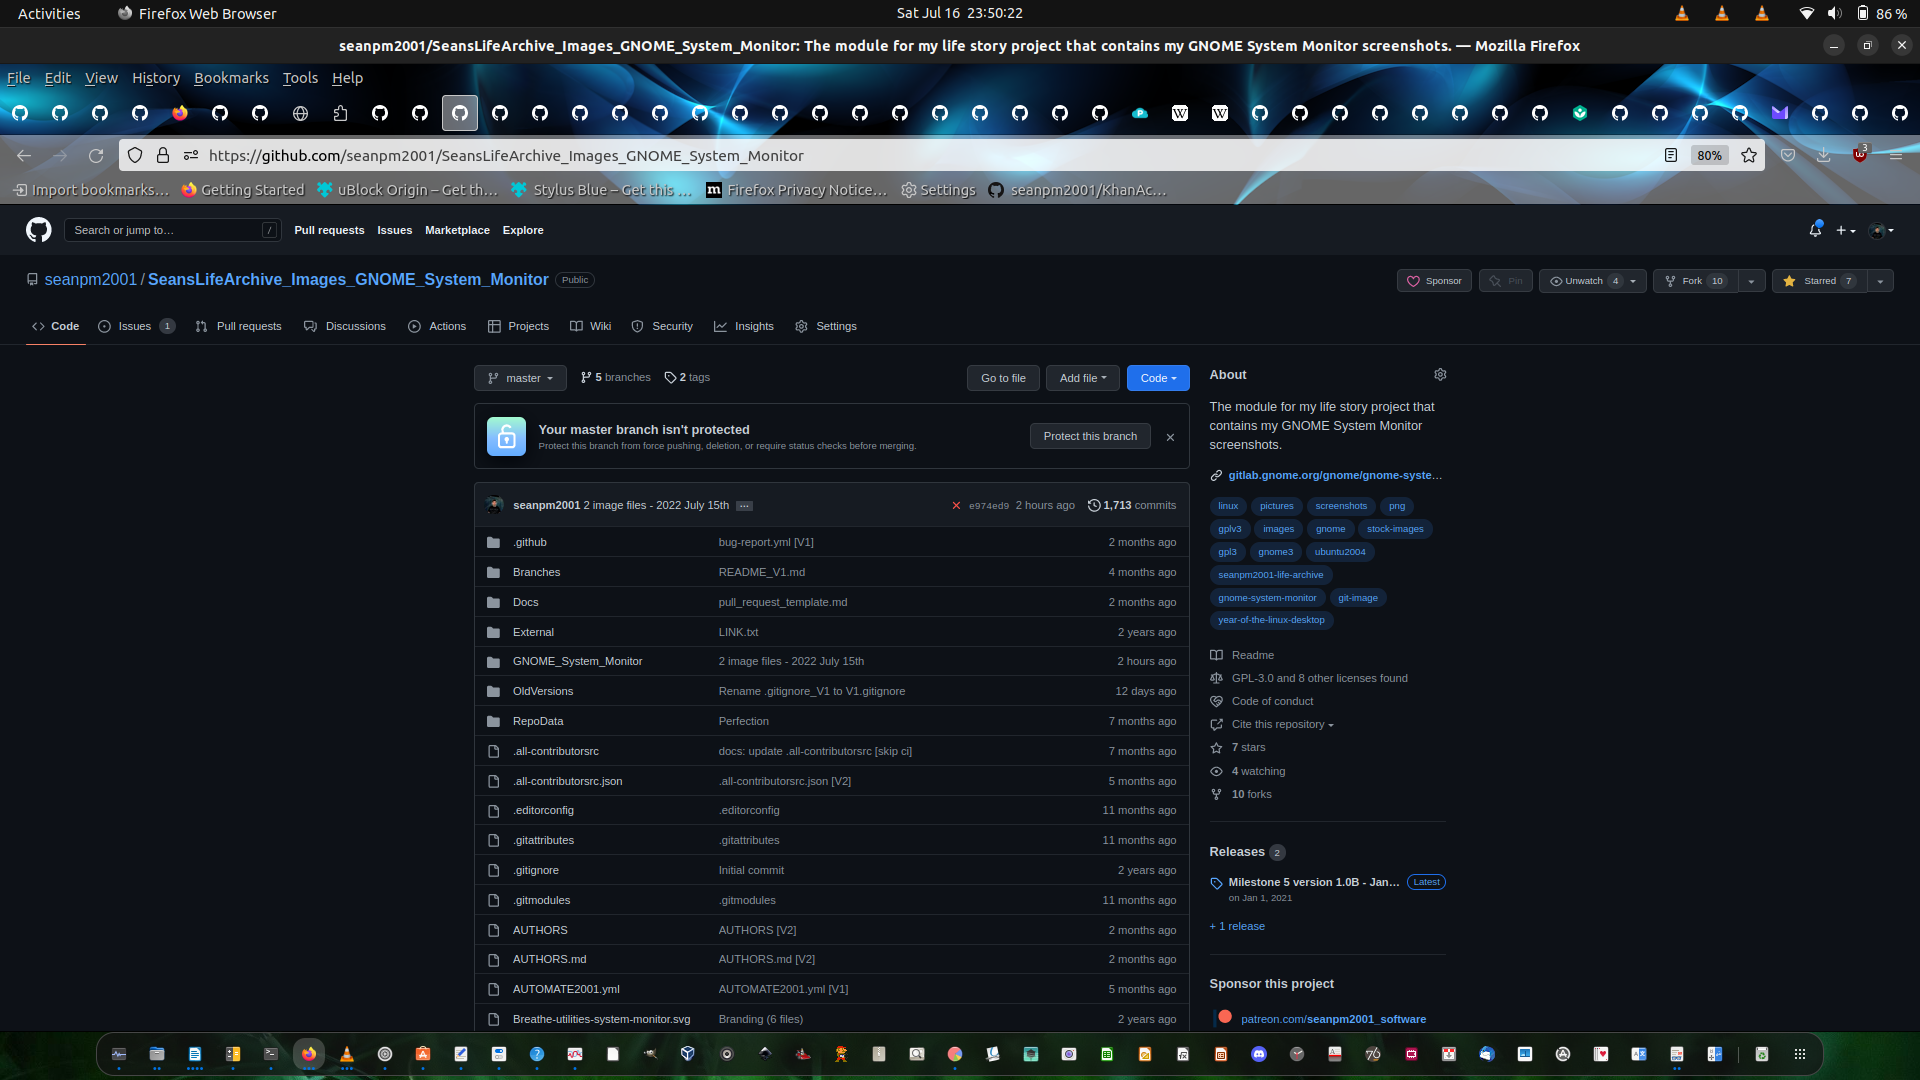 Activities Firefox Web Browser Sat Jul 16 23:50:22 86 %
seanpm2001/SeansLifeArchive_Images_GNOME_System_Monitor: The module for my life story project that contains my GNOME System Monitor screenshots. — Mozilla Firefox
File Edit View History Bookmarks Tools Help
https://github.com/seanpm2001/SeansLifeArchive_Images_GNOME_System_Monitor 80% 3
Import bookmarks… Getting Started uBlock Origin – Get th… Stylus Blue – Get this … Firefox Privacy Notice… Settings seanpm2001/KhanAc…
Search or jump to… / Pull requests Issues Marketplace Explore
seanpm2001 / SeansLifeArchive_Images_GNOME_System_Monitor Public Sponsor Pin Unwatch 4 Fork 10 Starred 7
Code Issues 1 Pull requests Discussions Actions Projects Wiki Security Insights Settings
master 5 branches 2 tags Go to file Add file Code
Your master branch isn't protected
Protect this branch from force pushing, deletion, or require status checks before merging.
Protect this branch
seanpm2001 2 image files - 2022 July 15th … e974ed9 2 hours ago 1,713 commits
.github bug-report.yml [V1] 2 months ago
Branches README_V1.md 4 months ago
Docs pull_request_template.md 2 months ago
External LINK.txt 2 years ago
GNOME_System_Monitor 2 image files - 2022 July 15th 2 hours ago
OldVersions Rename .gitignore_V1 to V1.gitignore 12 days ago
RepoData Perfection 7 months ago
.all-contributorsrc docs: update .all-contributorsrc [skip ci] 7 months ago
.all-contributorsrc.json .all-contributorsrc.json [V2] 5 months ago
.editorconfig .editorconfig 11 months ago
.gitattributes .gitattributes 11 months ago
.gitignore Initial commit 2 years ago
.gitmodules .gitmodules 11 months ago
AUTHORS AUTHORS [V2] 2 months ago
AUTHORS.md AUTHORS.md [V2] 2 months ago
AUTOMATE2001.yml AUTOMATE2001.yml [V1] 5 months ago
Breathe-utilities-system-monitor.svg Branding (6 files) 2 years ago
About
The module for my life story project that
contains my GNOME System Monitor
screenshots.
gitlab.gnome.org/gnome/gnome-syste…
linux pictures screenshots png
gplv3 images gnome stock-images
gpl3 gnome3 ubuntu2004
seanpm2001-life-archive
gnome-system-monitor git-image
year-of-the-linux-desktop
Readme
GPL-3.0 and 8 other licenses found
Code of conduct
Cite this repository
7 stars
4 watching
10 forks
Releases 2
Milestone 5 version 1.0B - Jan… Latest
on Jan 1, 2021
+ 1 release
Sponsor this project
patreon.com/seanpm2001_software